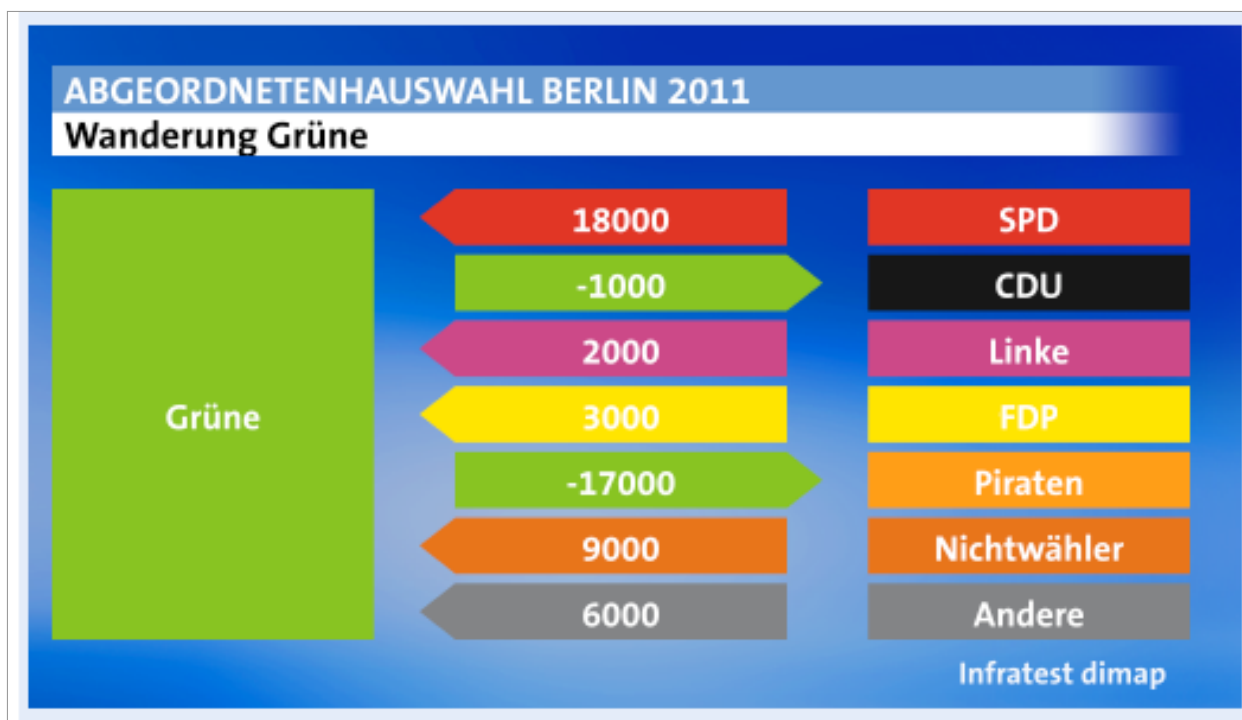 ABGEORDNETENHAUSWAHL BERLIN 2011
Wanderung Grüne
Grüne
18000 SPD
-1000 CDU
2000 Linke
3000 FDP
-17000 Piraten
9000 Nichtwähler
6000 Andere
Infratest dimap